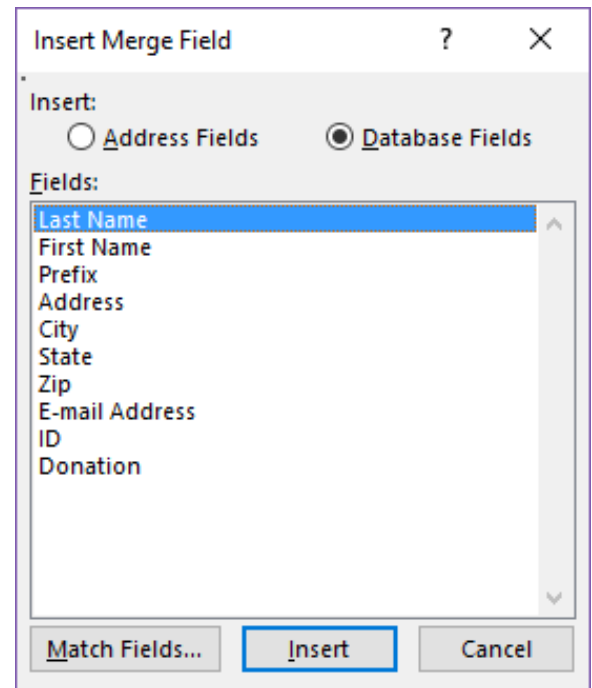 Insert Merge Field ? ×
Insert:
Address Fields Database Fields
Fields:
Last Name
First Name
Prefix
Address
City
State
Zip
E-mail Address
ID
Donation
Match Fields... Insert Cancel